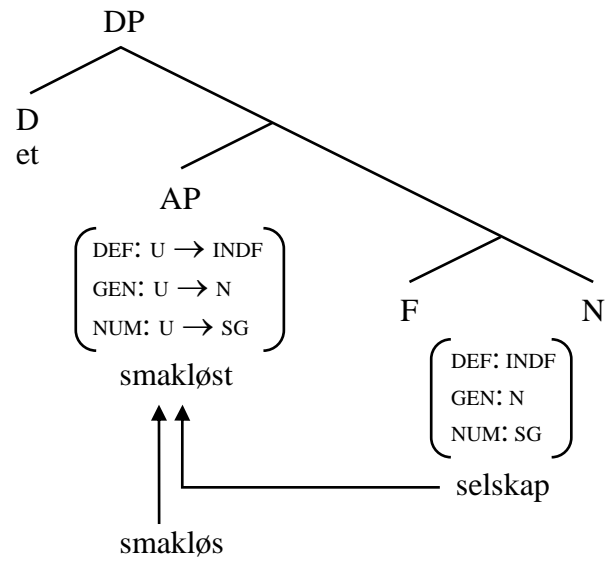 DP
D
et
AP
DEF: U → INDF
GEN: U → N
NUM: U → SG
smakløst
F N
DEF: INDF
GEN: N
NUM: SG
selskap
smakløs